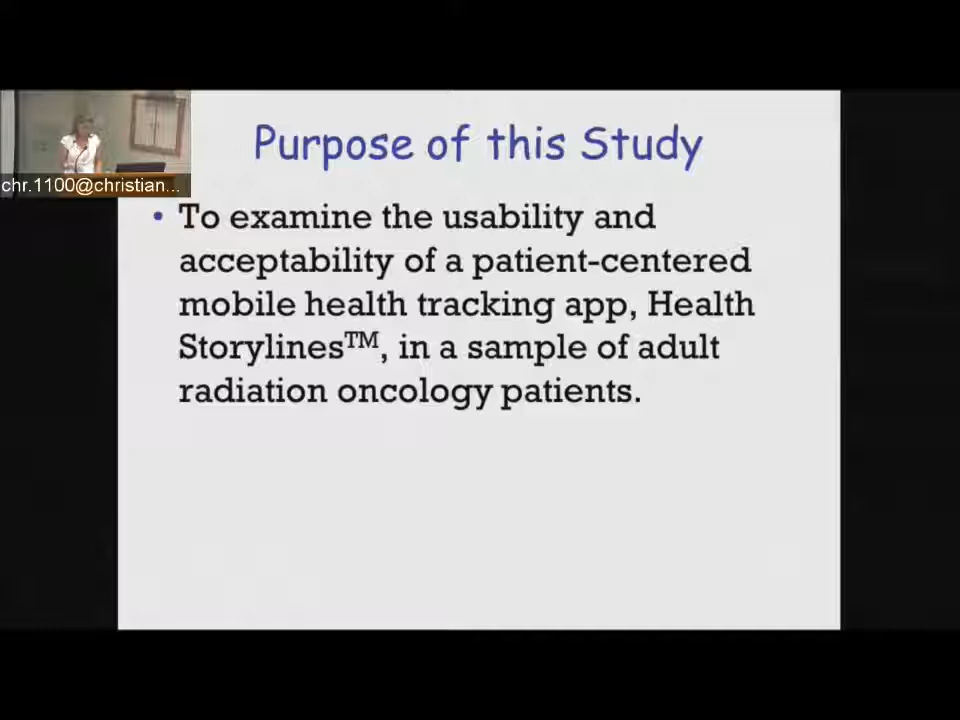 Purpose of this Study
chr.1100@christian...
• To examine the usability and
acceptability of a patient-centered
mobile health tracking app, Health
Storylines™, in a sample of adult
radiation oncology patients.